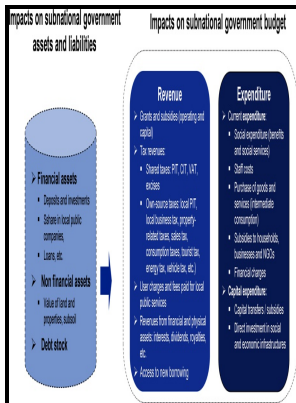 Impacts on subnational government
assets and liabilities
Impacts on subnational government budget
Financial assets
Deposits and investments
Sahare in local public
companies,
Loans, etc.
Non financial assets
Value of land and
properties, subsoil
Debt stock
Revenue
Grants and subsidies (operating and
capital)
Tax revenues:
Shared taxes: PIT, CIT, VAT,
excises
Own-source taxes: local PIT,
local business tax, property-
related taxes, sales tax,
consumption taxes, tourist tax,
energy tax, vehicle tax, etc.)
User charges and fees paid for local
public services
Revenues from financial and physical
assets: interests, dividends, royalties,
etc.
Access to new borrowing
Expenditure
Current expenditure:
Social expenditure (benefits
and social services)
Staff costs
Purchase of goods and
services (intermediate
consumption)
Subsidies to households,
businesses and NGOs
Financial charges
Capital expenditure:
Capital transfers / subsidies
Direct investment in social
and economic infrastructures